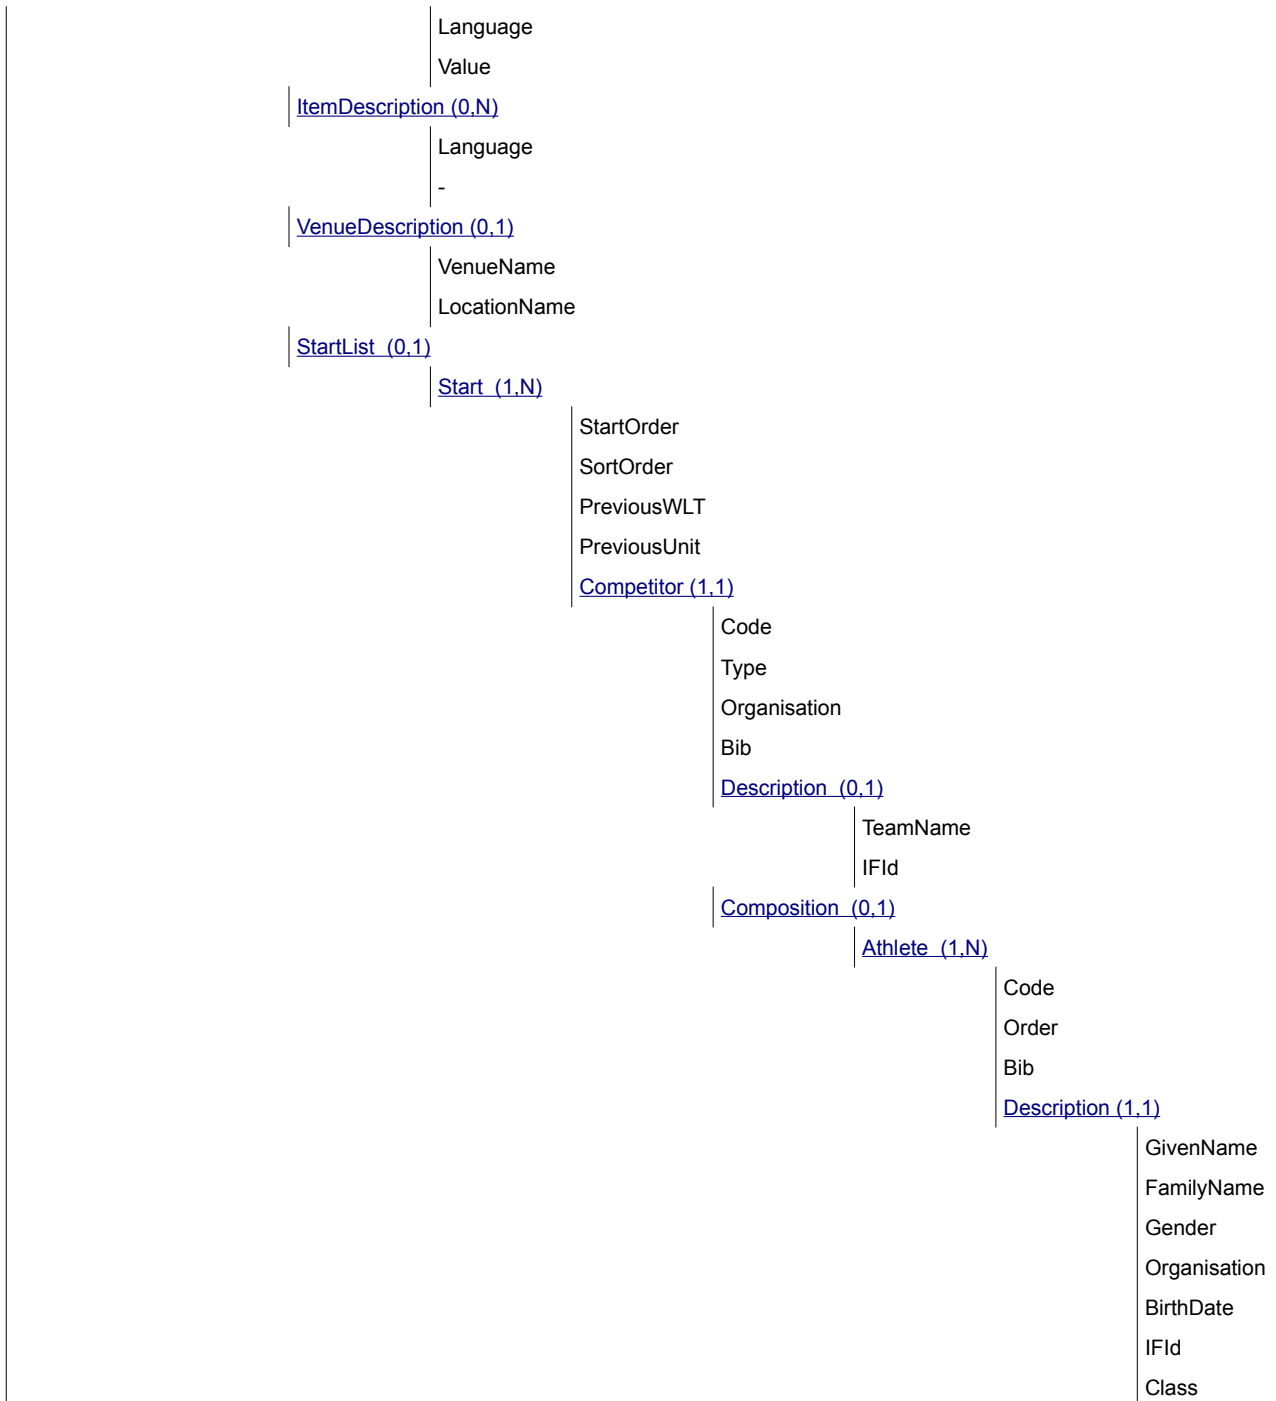 Language
Value
ItemDescription (0,N)
Language
-
VenueDescription (0,1)
VenueName
LocationName
StartList  (0,1)
Start  (1,N)
StartOrder
SortOrder
PreviousWLT
PreviousUnit
Competitor (1,1)
Code
Type
Organisation
Bib
Description  (0,1)
TeamName
IFId
Composition  (0,1)
Athlete  (1,N)
Code
Order
Bib
Description (1,1)
GivenName
FamilyName
Gender
Organisation
BirthDate
IFId
Class